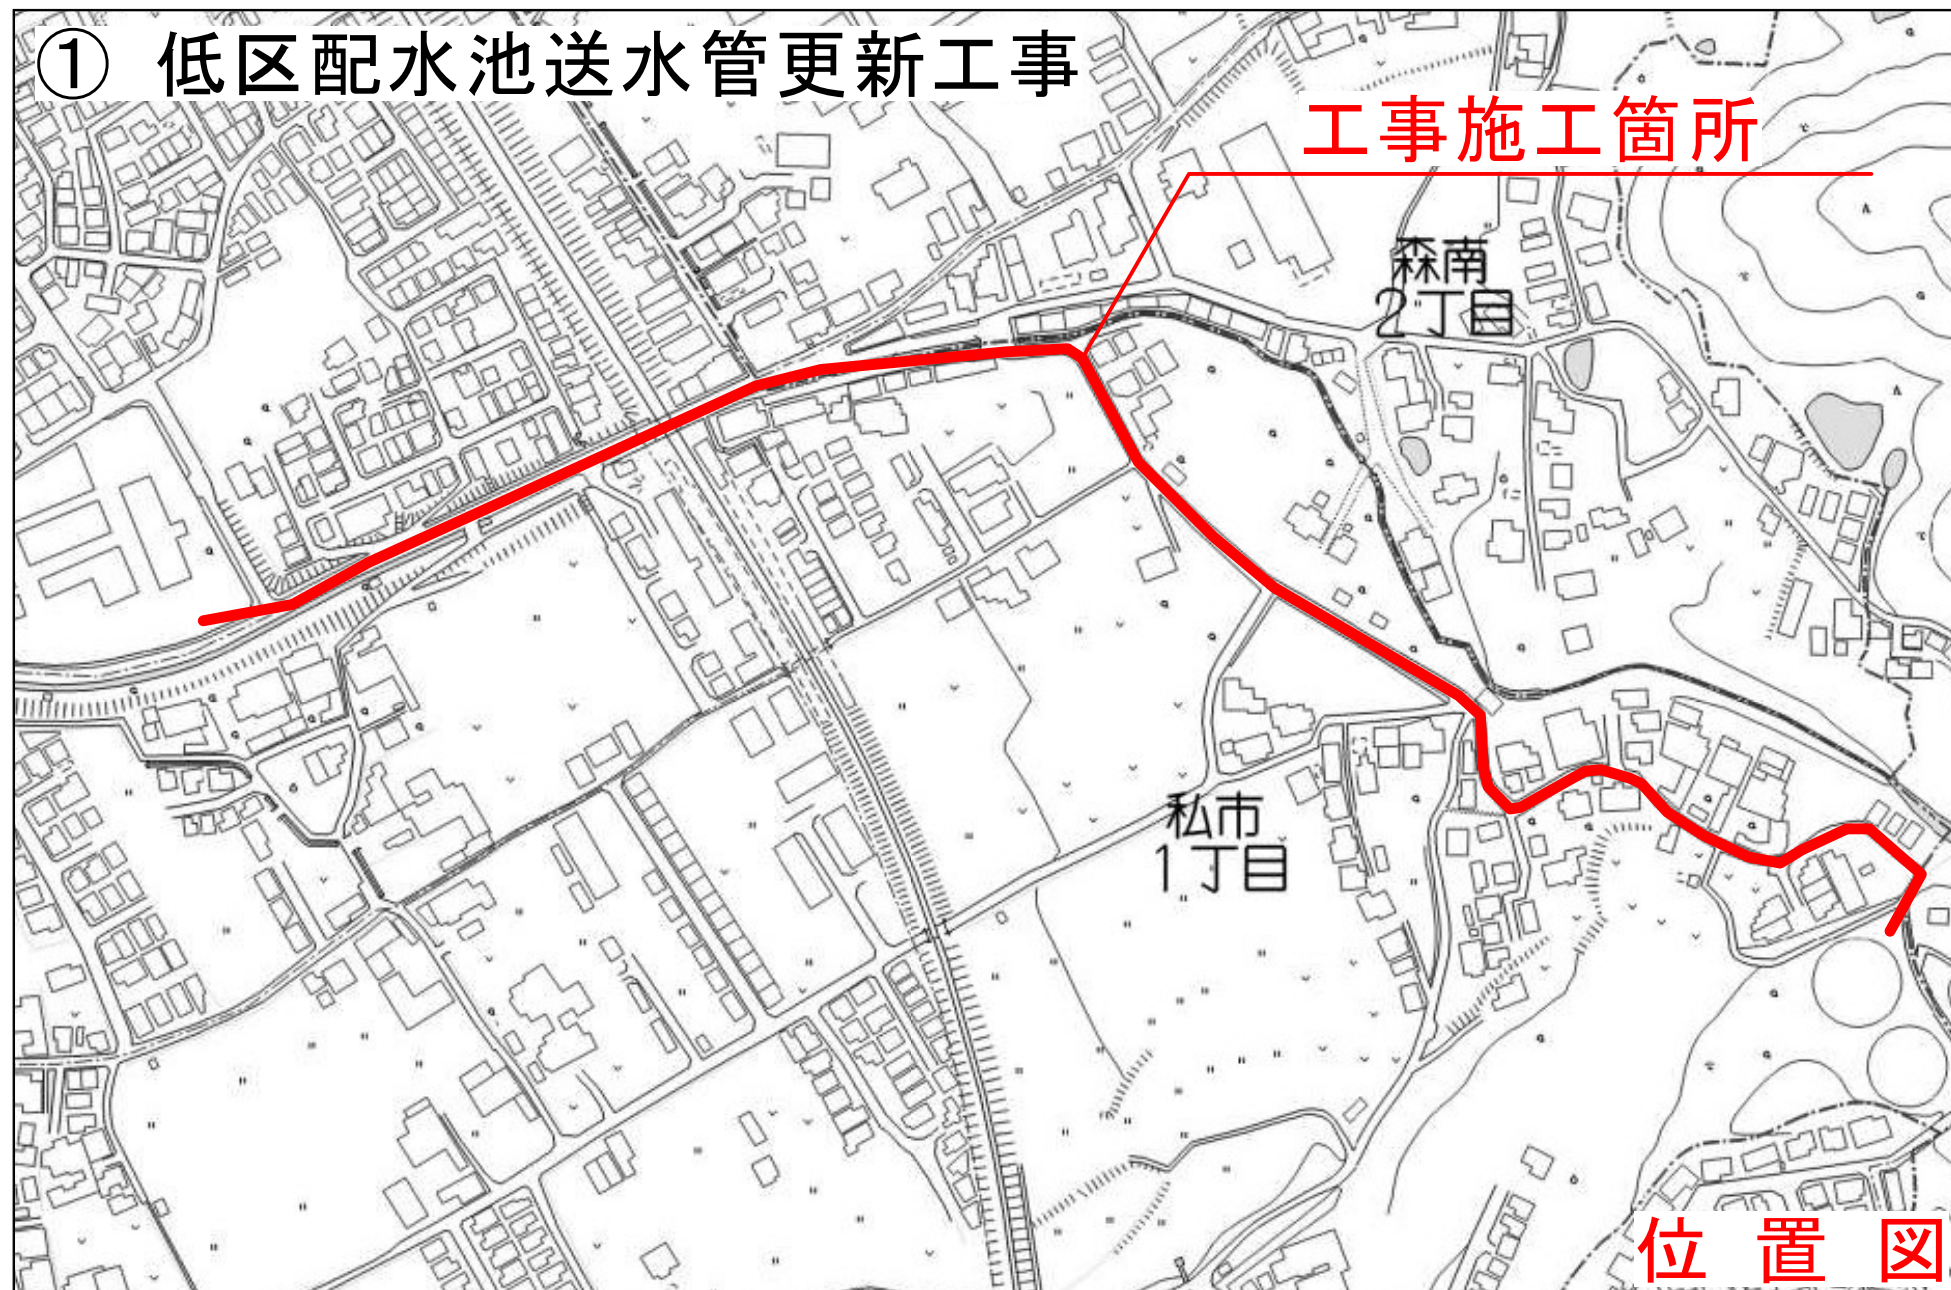 ① 低区配水池送水管更新工事
工事施工箇所
森南
2丁目
私市
1丁目
位置図